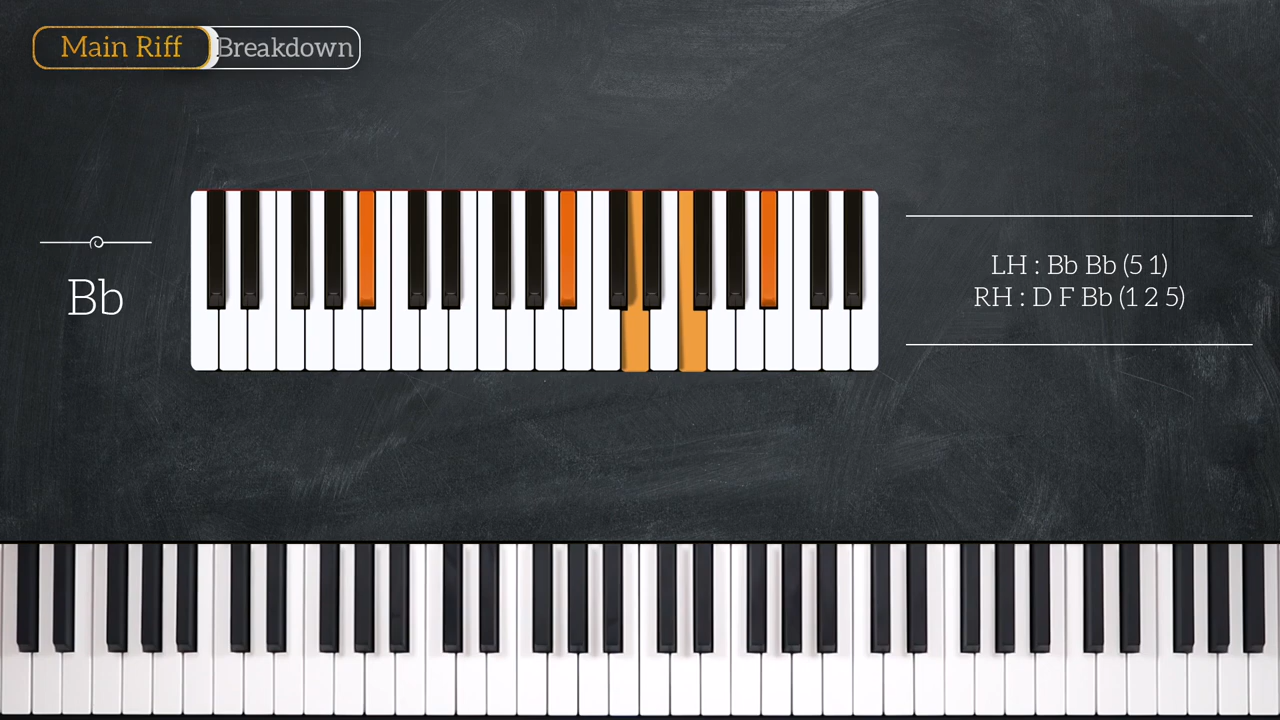 Main Riff
Breakdown
Bb
LH : Bb Bb (5 1)
RH : D F Bb (1 2 5)